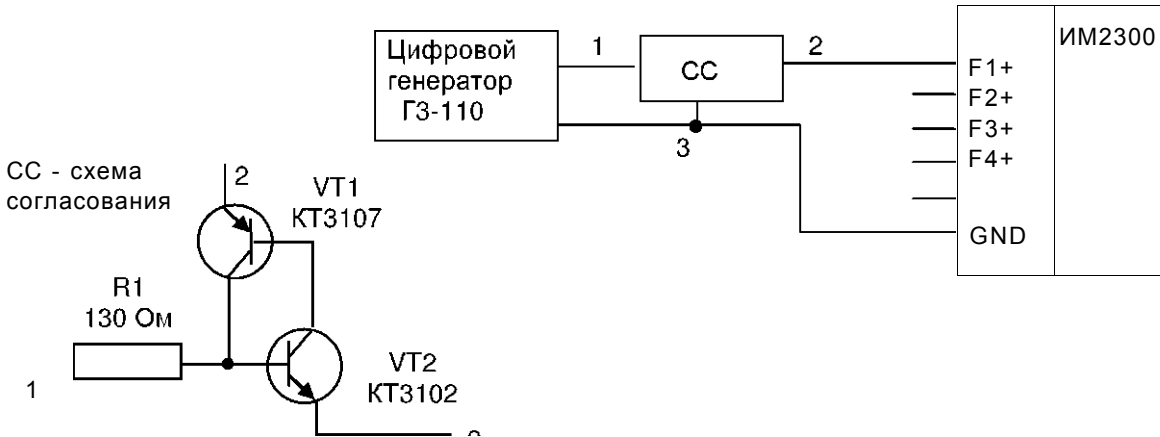 ИМ2300
Цифровой
генератор
Г3-110
1
СС
2
3
F1+
F2+
F3+
F4+
GND
СС - схема
согласования
2
VT1
КТ3107
R1
130 Ом
1
VT2
КТ3102